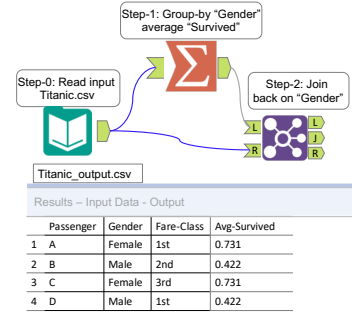 Step-1: Group-by “Gender”
average “Survived”
Step-0: Read input
Titanic.csv
Step-2: Join
back on “Gender”
L
R
L
J
R
Titanic_output.csv
Results – Input Data - Output
Passenger Gender Fare-Class Avg-Survived
1 A Female 1st 0.731
2 B Male 2nd 0.422
3 C Female 3rd 0.731
4 D Male 1st 0.422